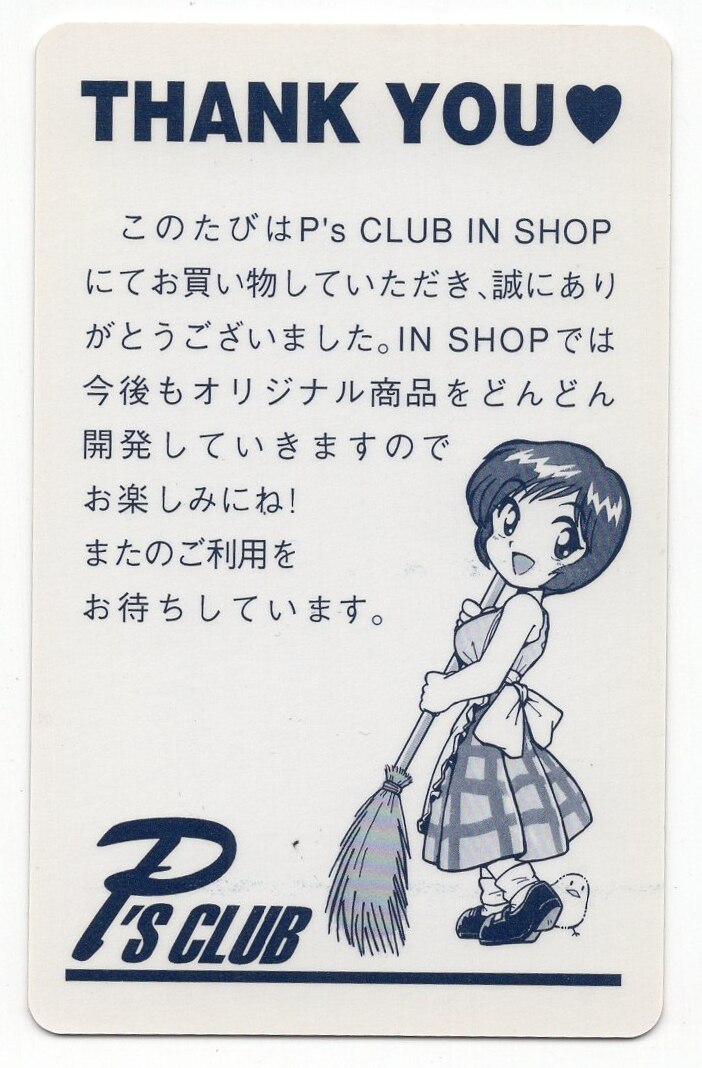 THANK YOU♥
このたびはP's CLUB IN SHOP
にてお買い物していただき、誠にあり
がとうございました。IN SHOPでは
今後もオリジナル商品をどんどん
開発していきますので
お楽しみにね!
またのご利用を
お待ちしています。
P'S CLUB